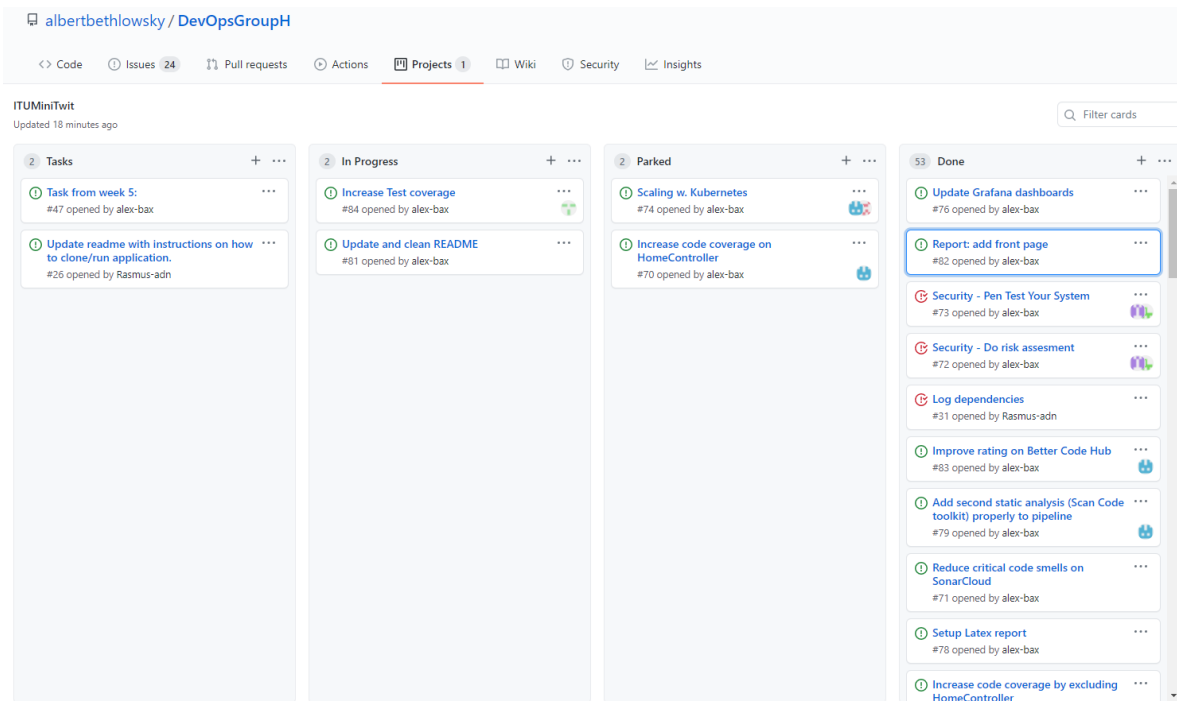 albertbethlowsky / DevOpsGroupH
<> Code
Issues 24
Pull requests
Actions
Projects 1
Wiki
Security
Insights
ITUMiniTwit
Updated 18 minutes ago
Filter cards
2 Tasks
Task from week 5:
#47 opened by alex-bax
Update readme with instructions on how
to clone/run application.
#26 opened by Rasmus-adn
2 In Progress
Increase Test coverage
#84 opened by alex-bax
Update and clean README
#81 opened by alex-bax
2 Parked
Scaling w. Kubernetes
#74 opened by alex-bax
Increase code coverage on
HomeController
#70 opened by alex-bax
53 Done
Update Grafana dashboards
#76 opened by alex-bax
Report: add front page
#82 opened by alex-bax
Security - Pen Test Your System
#73 opened by alex-bax
Security - Do risk assesment
#72 opened by alex-bax
Log dependencies
#31 opened by Rasmus-adn
Improve rating on Better Code Hub
#83 opened by alex-bax
Add second static analysis (Scan Code
toolkit) properly to pipeline
#79 opened by alex-bax
Reduce critical code smells on
SonarCloud
#71 opened by alex-bax
Setup Latex report
#78 opened by alex-bax
Increase code coverage by excluding
HomeController